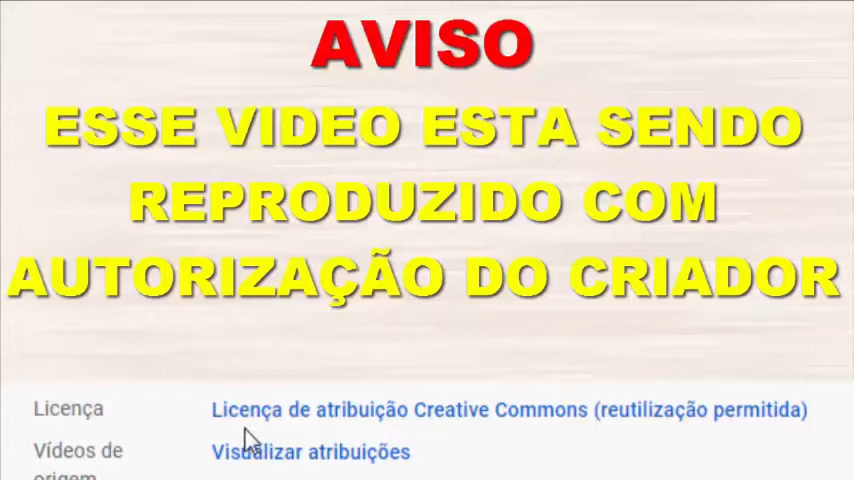 AVISO
ESSE VIDEO ESTA SENDO
REPRODUZIDO COM
AUTORIZAÇÃO DO CRIADOR
Licença Licença de atribuição Creative Commons (reutilização permitida)
Vídeos de Visualizar atribuições
origem